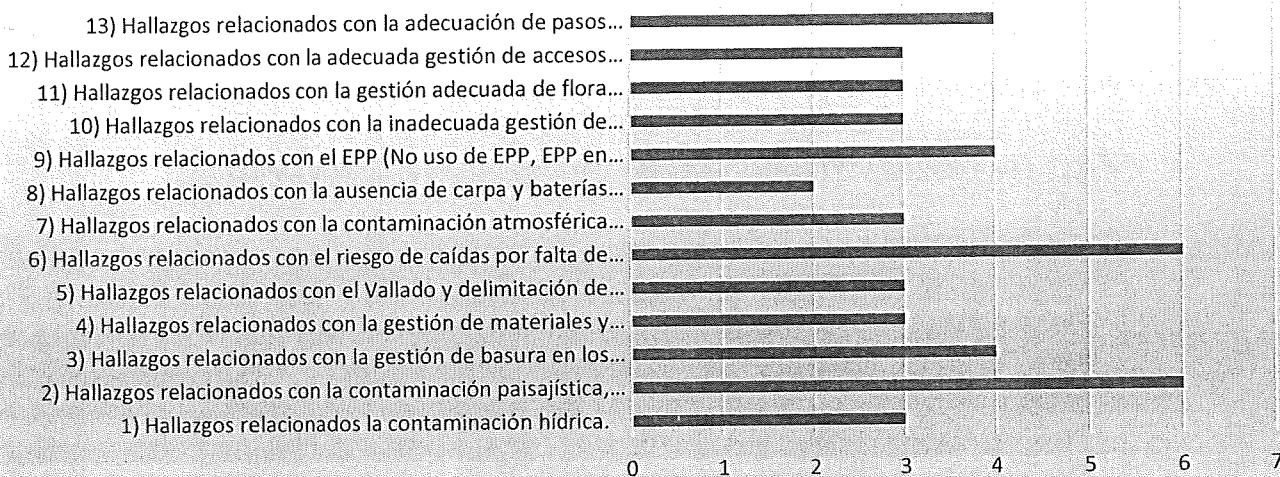 13) Hallazgos relacionados con la adecuación de pasos...
12) Hallazgos relacionados con la adecuada gestión de accesos...
11) Hallazgos relacionados con la gestión adecuada de flora...
10) Hallazgos relacionados con la inadecuada gestión de...
9) Hallazgos relacionados con el EPP (No uso de EPP, EPP en...
8) Hallazgos relacionados con la ausencia de carpa y baterías...
7) Hallazgos relacionados con la contaminación atmosférica...
6) Hallazgos relacionados con el riesgo de caídas por falta de...
5) Hallazgos relacionados con el Vallado y delimitación de...
4) Hallazgos relacionados con la gestión de materiales y...
3) Hallazgos relacionados con la gestión de basura en los...
2) Hallazgos relacionados con la contaminación paisajística,...
1) Hallazgos relacionados la contaminación hídrica.
0 1 2 3 4 5 6 7